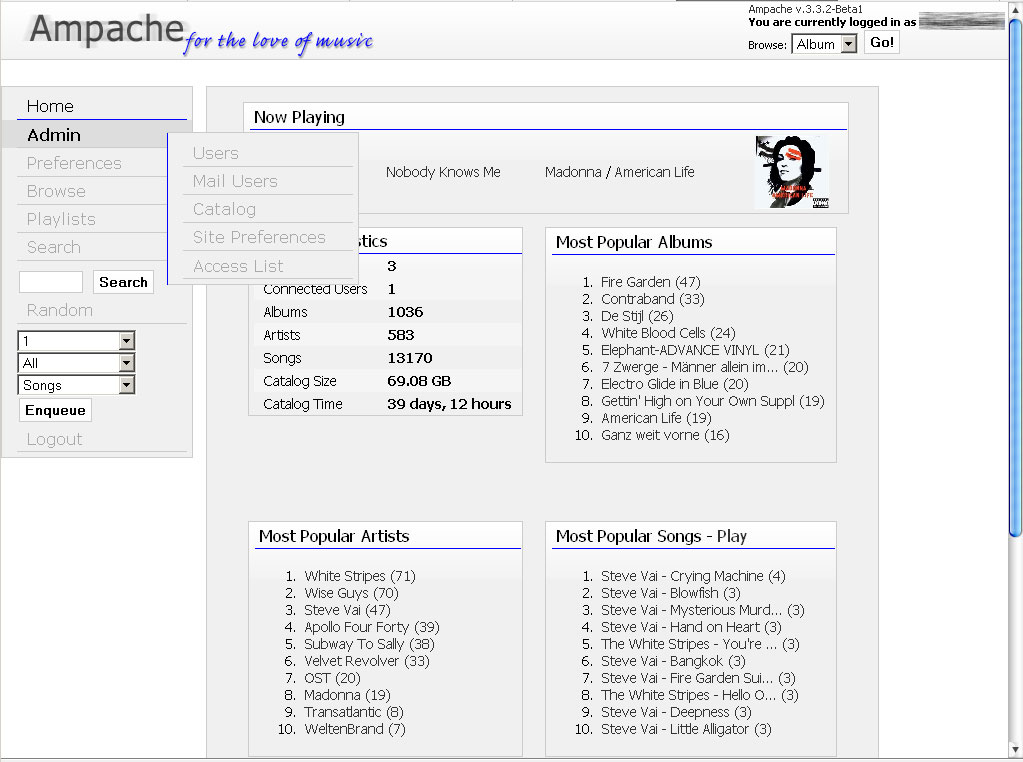 Ampache for the love of music
Ampache v.3.3.2-Beta1
You are currently logged in as
Browse: Album Go!
Home
Admin
Preferences
Browse
Playlists
Search
Search
Random
1
All
Songs
Enqueue
Logout
Users
Mail Users
Catalog
Site Preferences
Access List
Now Playing
Nobody Knows Me Madonna / American Life
stics
3
Connected Users 1
Albums 1036
Artists 583
Songs 13170
Catalog Size 69.08 GB
Catalog Time 39 days, 12 hours
Most Popular Albums
1. Fire Garden (47)
2. Contraband (33)
3. De Stijl (26)
4. White Blood Cells (24)
5. Elephant-ADVANCE VINYL (21)
6. 7 Zwerge - Männer allein im... (20)
7. Electro Glide in Blue (20)
8. Gettin' High on Your Own Suppl (19)
9. American Life (19)
10. Ganz weit vorne (16)
Most Popular Artists
1. White Stripes (71)
2. Wise Guys (70)
3. Steve Vai (47)
4. Apollo Four Forty (39)
5. Subway To Sally (38)
6. Velvet Revolver (33)
7. OST (20)
8. Madonna (19)
9. Transatlantic (8)
10. WeltenBrand (7)
Most Popular Songs - Play
1. Steve Vai - Crying Machine (4)
2. Steve Vai - Blowfish (3)
3. Steve Vai - Mysterious Murd... (3)
4. Steve Vai - Hand on Heart (3)
5. The White Stripes - You're ... (3)
6. Steve Vai - Bangkok (3)
7. Steve Vai - Fire Garden Sui... (3)
8. The White Stripes - Hello O... (3)
9. Steve Vai - Deepness (3)
10. Steve Vai - Little Alligator (3)